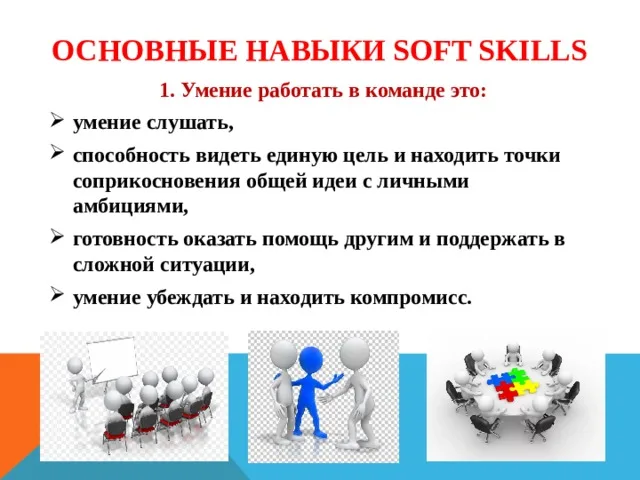 ОСНОВНЫЕ НАВЫКИ SOFT SKILLS
1. Умение работать в команде это:
умение слушать,
способность видеть единую цель и находить точки
соприкосновения общей идеи с личными
амбициями,
готовность оказать помощь другим и поддержать в
сложной ситуации,
умение убеждать и находить компромисс.